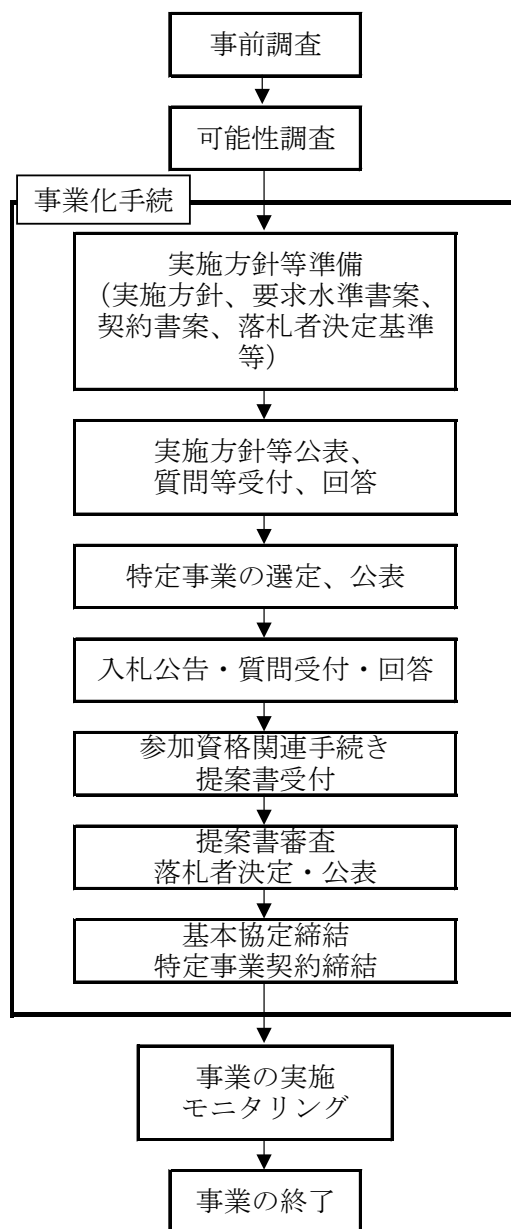 事前調査
可能性調査
事業化手続
実施方針等準備
（実施方針、要求水準書案、
契約書案、落札者決定基準
等）
実施方針等公表、
質問等受付、回答
特定事業の選定、公表
入札公告・質問受付・回答
参加資格関連手続き
提案書受付
提案書審査
落札者決定・公表
基本協定締結
特定事業契約締結
事業の実施
モニタリング
事業の終了